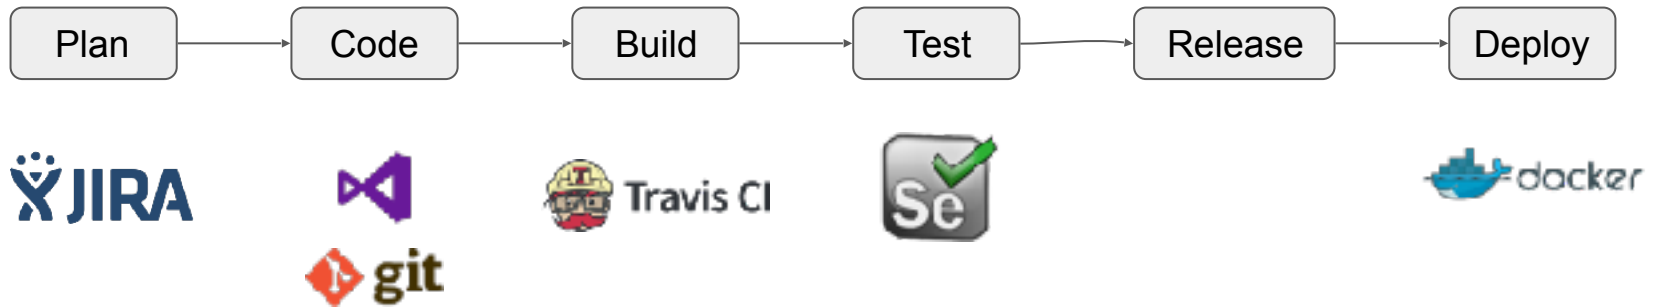 Plan
Code
Build
Test
Release
Deploy
JIRA
Travis CI
Se
docker
git